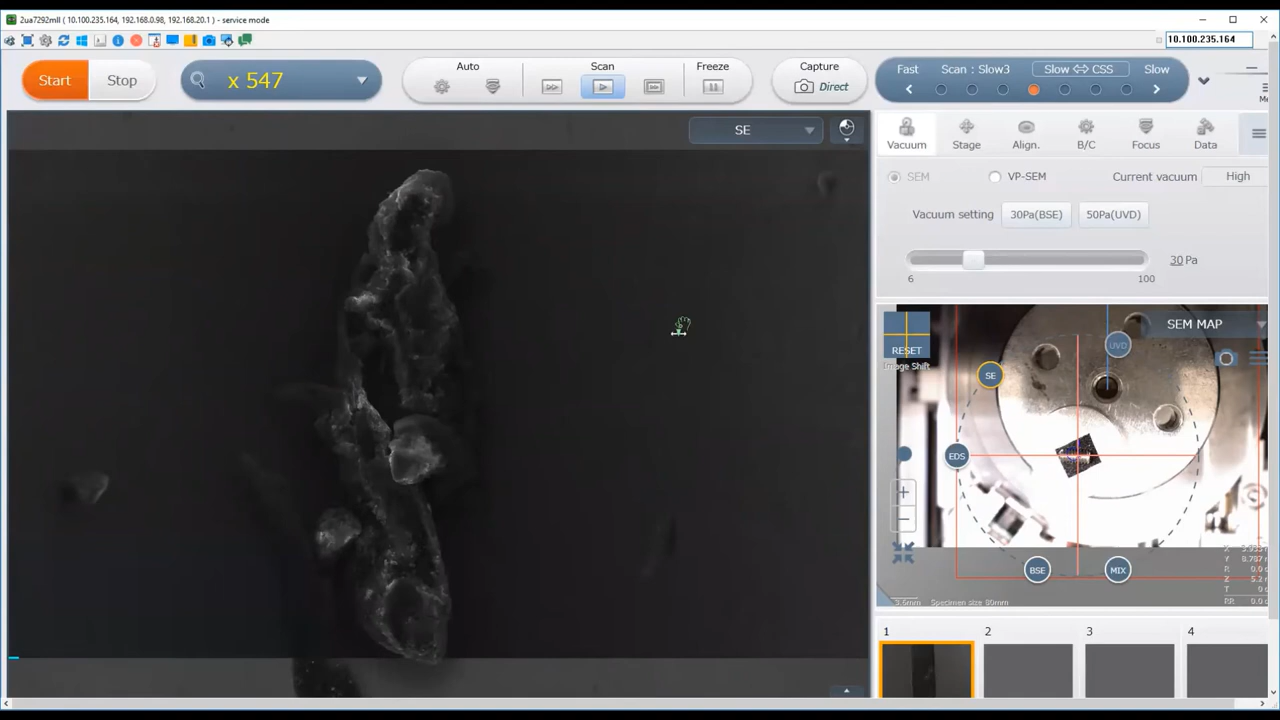 2ua7292mll ( 10.100.235.164, 192.168.0.98, 192.168.20.1 ) - service mode
10.100.235.164
Start
Stop
x 547
Auto
Scan
Freeze
Capture
Direct
Fast
Scan : Slow3
Slow ⇔ CSS
Slow
SE
Vacuum
Stage
Align.
B/C
Focus
Data
SEM
VP-SEM
Current vacuum
High
Vacuum setting
30Pa(BSE)
50Pa(UVD)
30 Pa
6
100
RESET
Image Shift
SEM MAP
UVD
SE
EDS
BSE
MIX
3.6mm
Specimen size 80mm
1
2
3
4